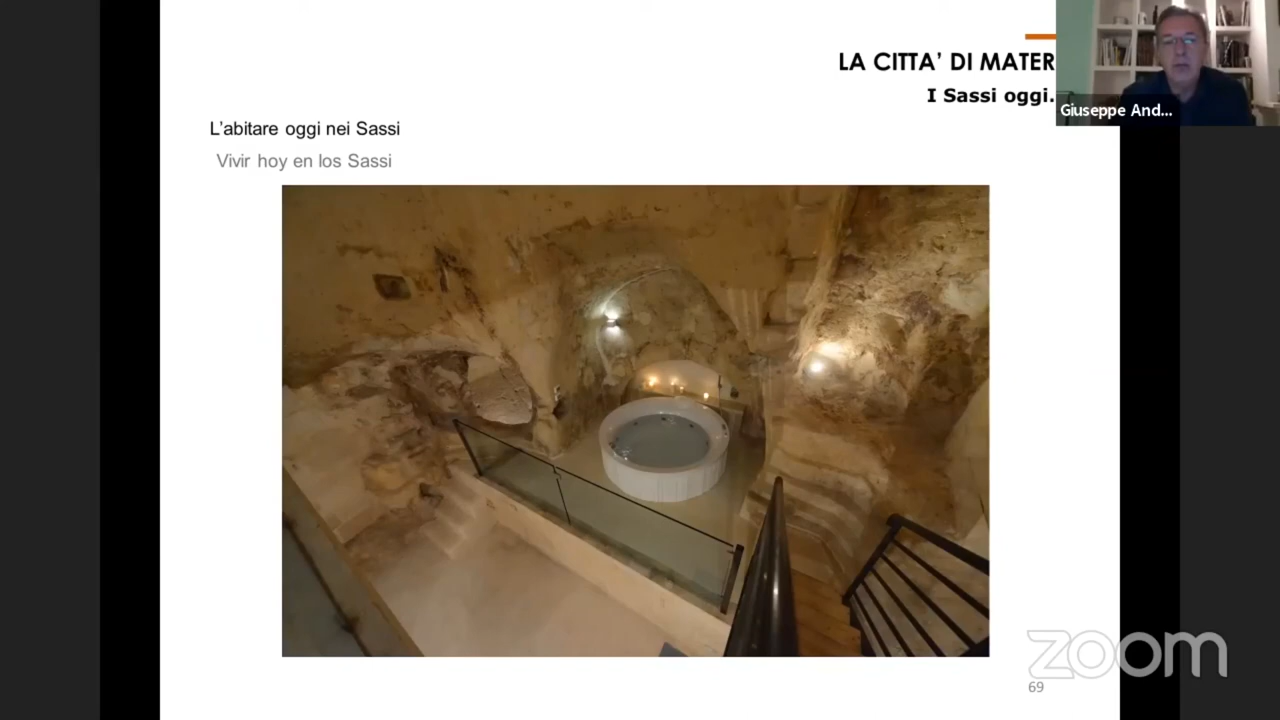 LA CITTA’ DI MATER
I Sassi oggi.
Giuseppe And...
L’abitare oggi nei Sassi
Vivir hoy en los Sassi
zoom
69